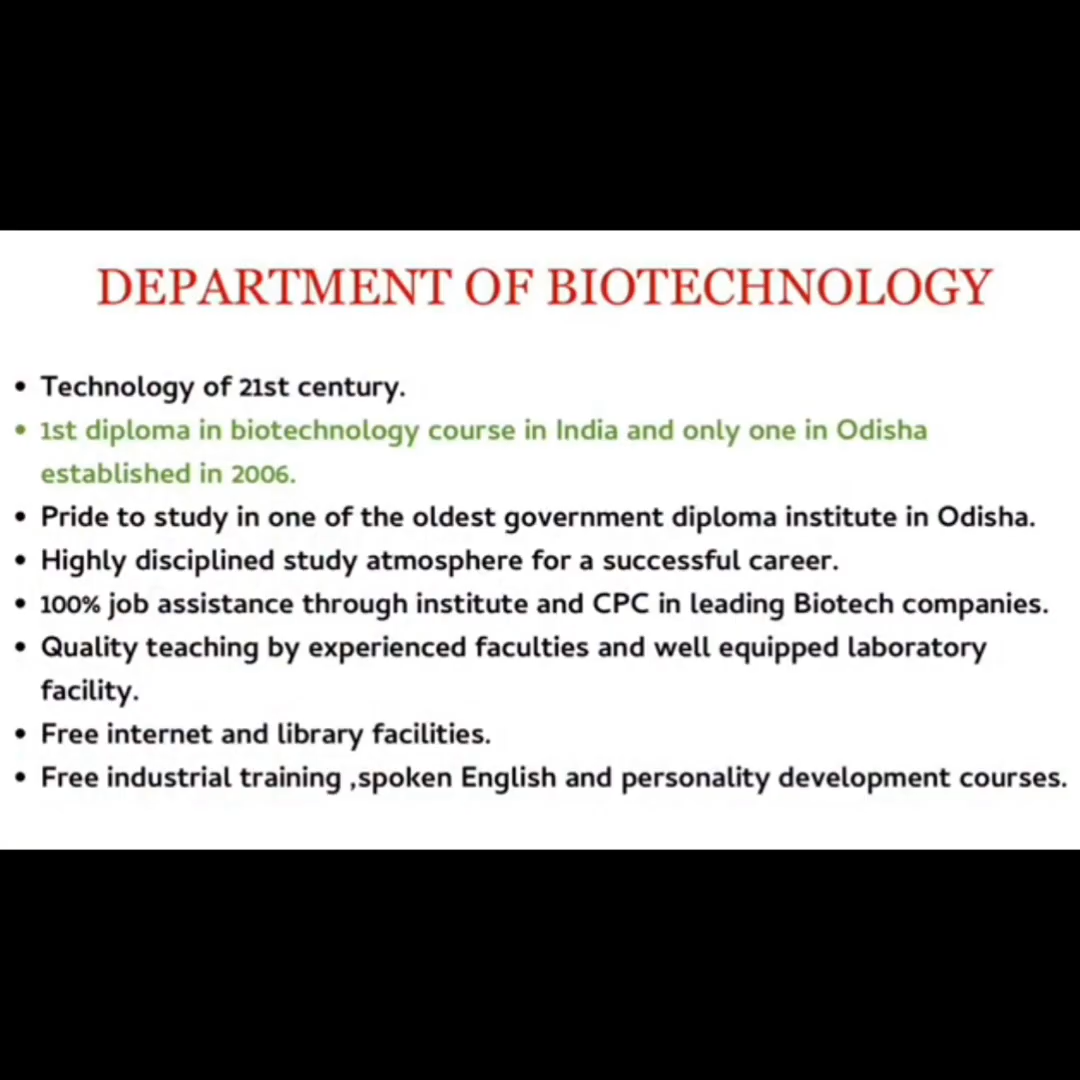 DEPARTMENT OF BIOTECHNOLOGY
• Technology of 21st century.
• 1st diploma in biotechnology course in India and only one in Odisha
established in 2006.
• Pride to study in one of the oldest government diploma institute in Odisha.
• Highly disciplined study atmosphere for a successful career.
• 100% job assistance through institute and CPC in leading Biotech companies.
• Quality teaching by experienced faculties and well equipped laboratory
facility.
• Free internet and library facilities.
• Free industrial training ,spoken English and personality development courses.